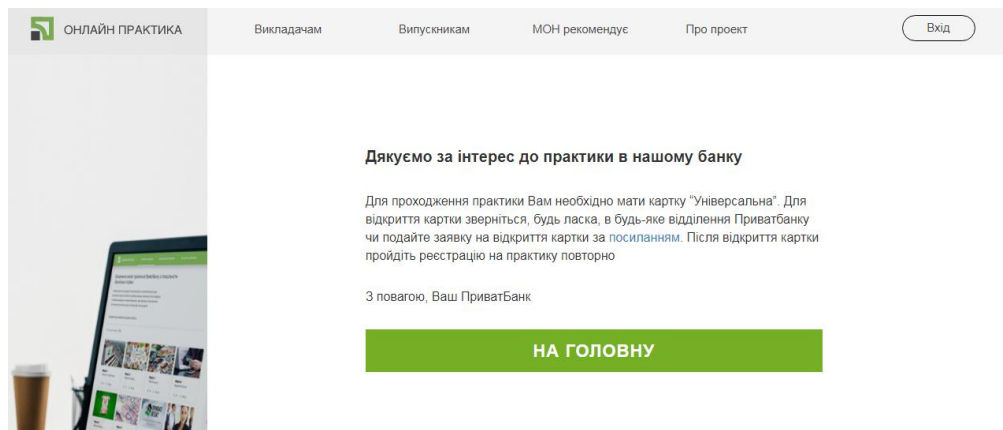 ОНЛАЙН ПРАКТИКА
Викладачам
Випускникам
МОН рекомендує
Про проект
Вхід
Дякуємо за інтерес до практики в нашому банку
Для проходження практики Вам необхідно мати картку "Універсальна". Для
відкриття картки зверніться, будь ласка, в будь-яке відділення Приватбанку
чи подайте заявку на відкриття картки за посиланням. Після відкриття картки
пройдіть реєстрацію на практику повторно
З повагою, Ваш ПриватБанк
НА ГОЛОВНУ